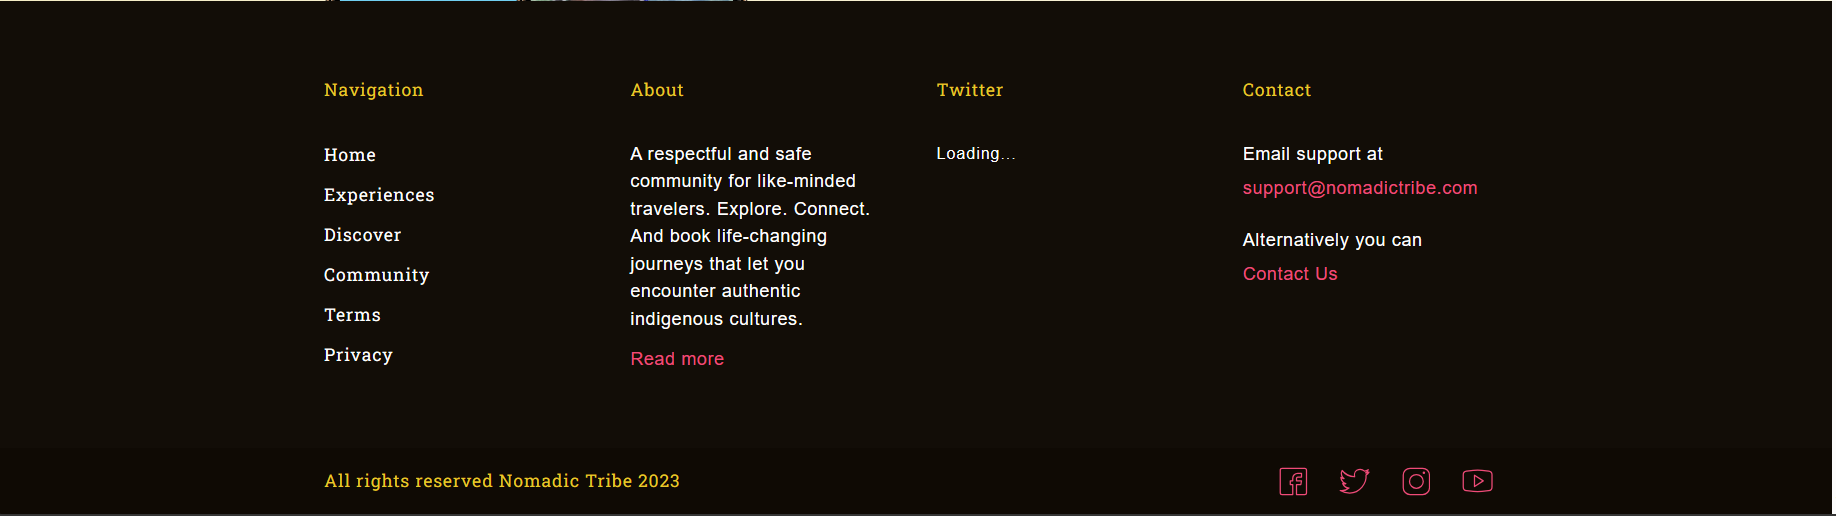 Navigation
Home
Experiences
Discover
Community
Terms
Privacy
About
A respectful and safe
community for like-minded
travelers. Explore. Connect.
And book life-changing
journeys that let you
encounter authentic
indigenous cultures.
Read more
Twitter
Loading...
Contact
Email support at
support@nomadictribe.com
Alternatively you can
Contact Us
All rights reserved Nomadic Tribe 2023